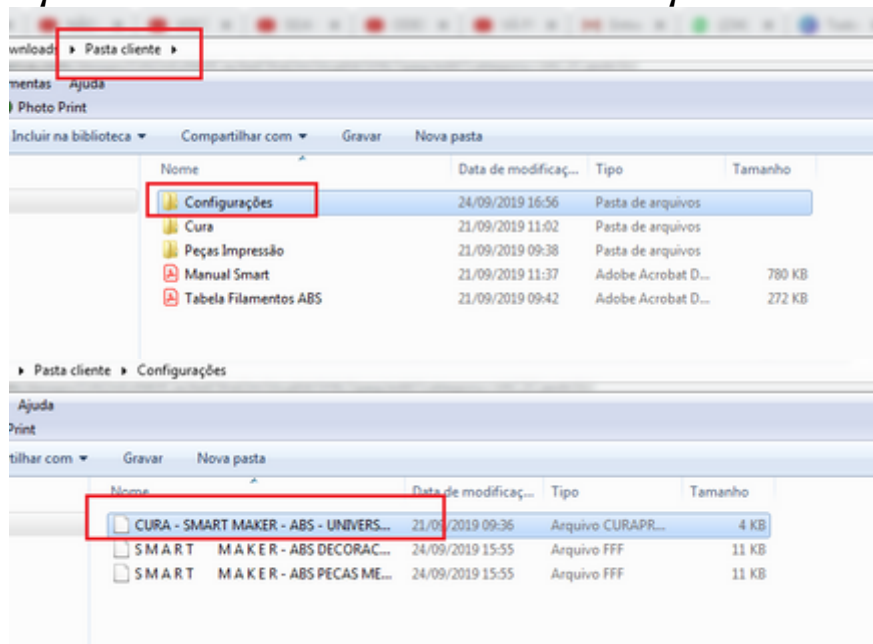 wnloads ▸ Pasta cliente ▸
mentas Ajuda
Photo Print
Incluir na biblioteca ▾ Compartilhar com ▾ Gravar Nova pasta
Nome Data de modificaç... Tipo Tamanho
Configurações 24/09/2019 16:56 Pasta de arquivos
Cura 21/09/2019 11:02 Pasta de arquivos
Peças Impressão 21/09/2019 09:38 Pasta de arquivos
Manual Smart 21/09/2019 11:37 Adobe Acrobat D... 780 KB
Tabela Filamentos ABS 21/09/2019 09:42 Adobe Acrobat D... 272 KB
▸ Pasta cliente ▸ Configurações
Ajuda
Print
tilhar com ▾ Gravar Nova pasta
Nome Data de modificaç... Tipo Tamanho
CURA - SMART MAKER - ABS - UNIVERS... 21/09/2019 09:36 Arquivo CURAPR... 4 KB
S M A R T M A K E R - ABS DECORAC... 24/09/2019 15:55 Arquivo FFF 11 KB
S M A R T M A K E R - ABS PECAS ME... 24/09/2019 15:55 Arquivo FFF 11 KB